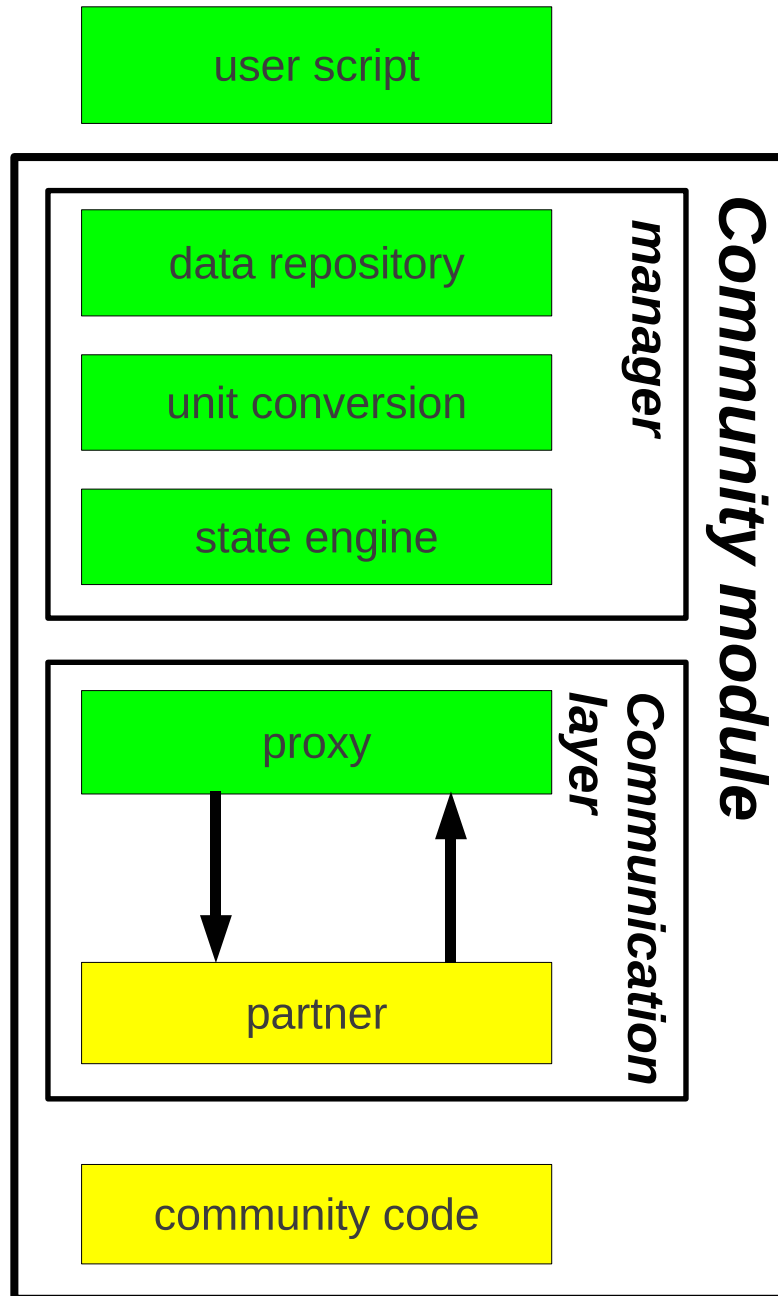 user script
Community module
manager
data repository
unit conversion
state engine
Communication
layer
proxy
partner
community code